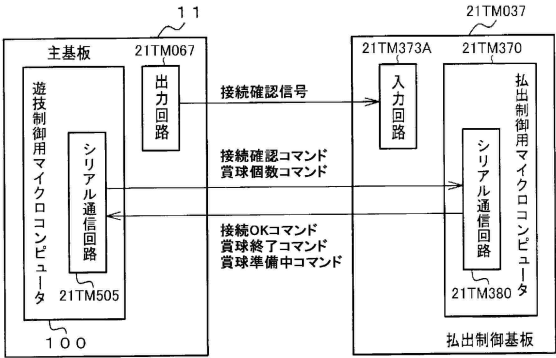 11
21TM037
主基板
21TM067
出力回路
遊技制御用マイクロコンピュータ
シリアル通信回路
21TM505
100
接続確認信号
接続確認コマンド
賞球個数コマンド
接続OKコマンド
賞球終了コマンド
賞球準備中コマンド
21TM373A
21TM370
入力回路
払出制御用マイクロコンピュータ
シリアル通信回路
21TM380
払出制御基板